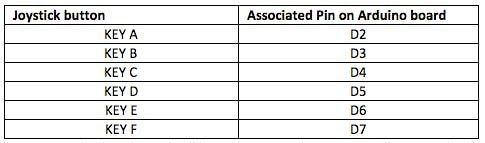 Joystick button Associated Pin on Arduino board
KEY A D2
KEY B D3
KEY C D4
KEY D D5
KEY E D6
KEY F D7